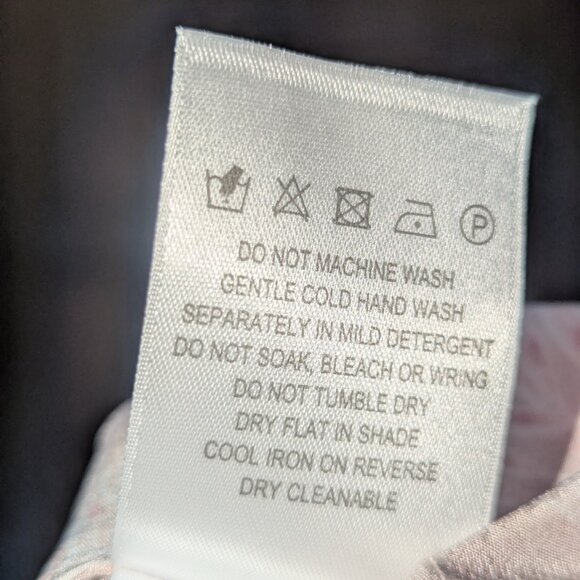 P
DO NOT MACHINE WASH
GENTLE COLD HAND WASH
SEPARATELY IN MILD DETERGENT
DO NOT SOAK, BLEACH OR WRING
DO NOT TUMBLE DRY
DRY FLAT IN SHADE
COOL IRON ON REVERSE
DRY CLEANABLE